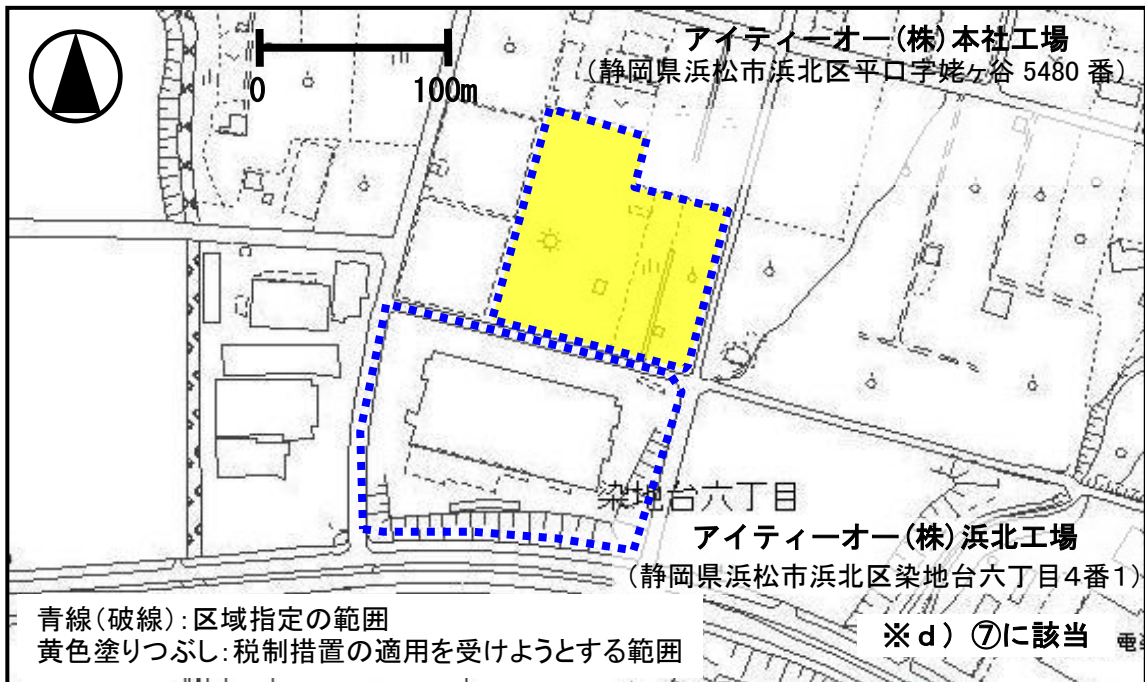 アイティーオー(株)本社工場
(静岡県浜松市浜北区平口字姥ヶ谷 5480 番)
0 100m
染地台六丁目
アイティーオー(株)浜北工場
(静岡県浜松市浜北区染地台六丁目4番1)
青線(破線):区域指定の範囲
黄色塗りつぶし:税制措置の適用を受けようとする範囲
※d) ⑦に該当
電